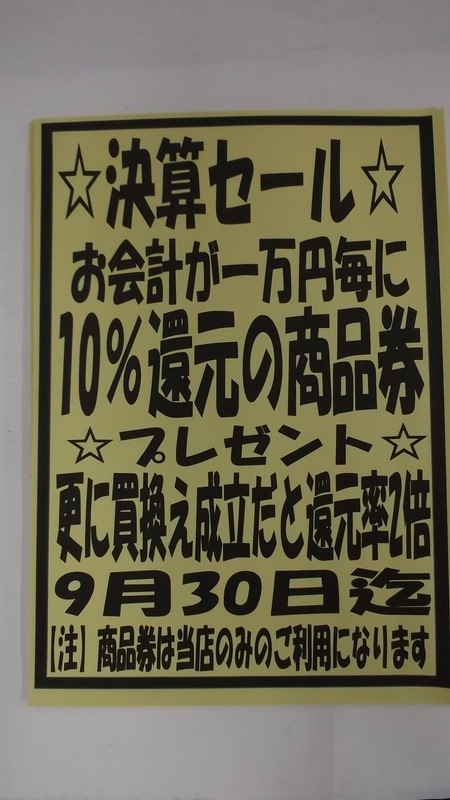 ☆決算セール☆
お会計が一万円毎に
10%還元の商品券
☆プレゼント☆
更に買換え成立だと還元率2倍
9月30日迄
【注】商品券は当店のみのご利用になります